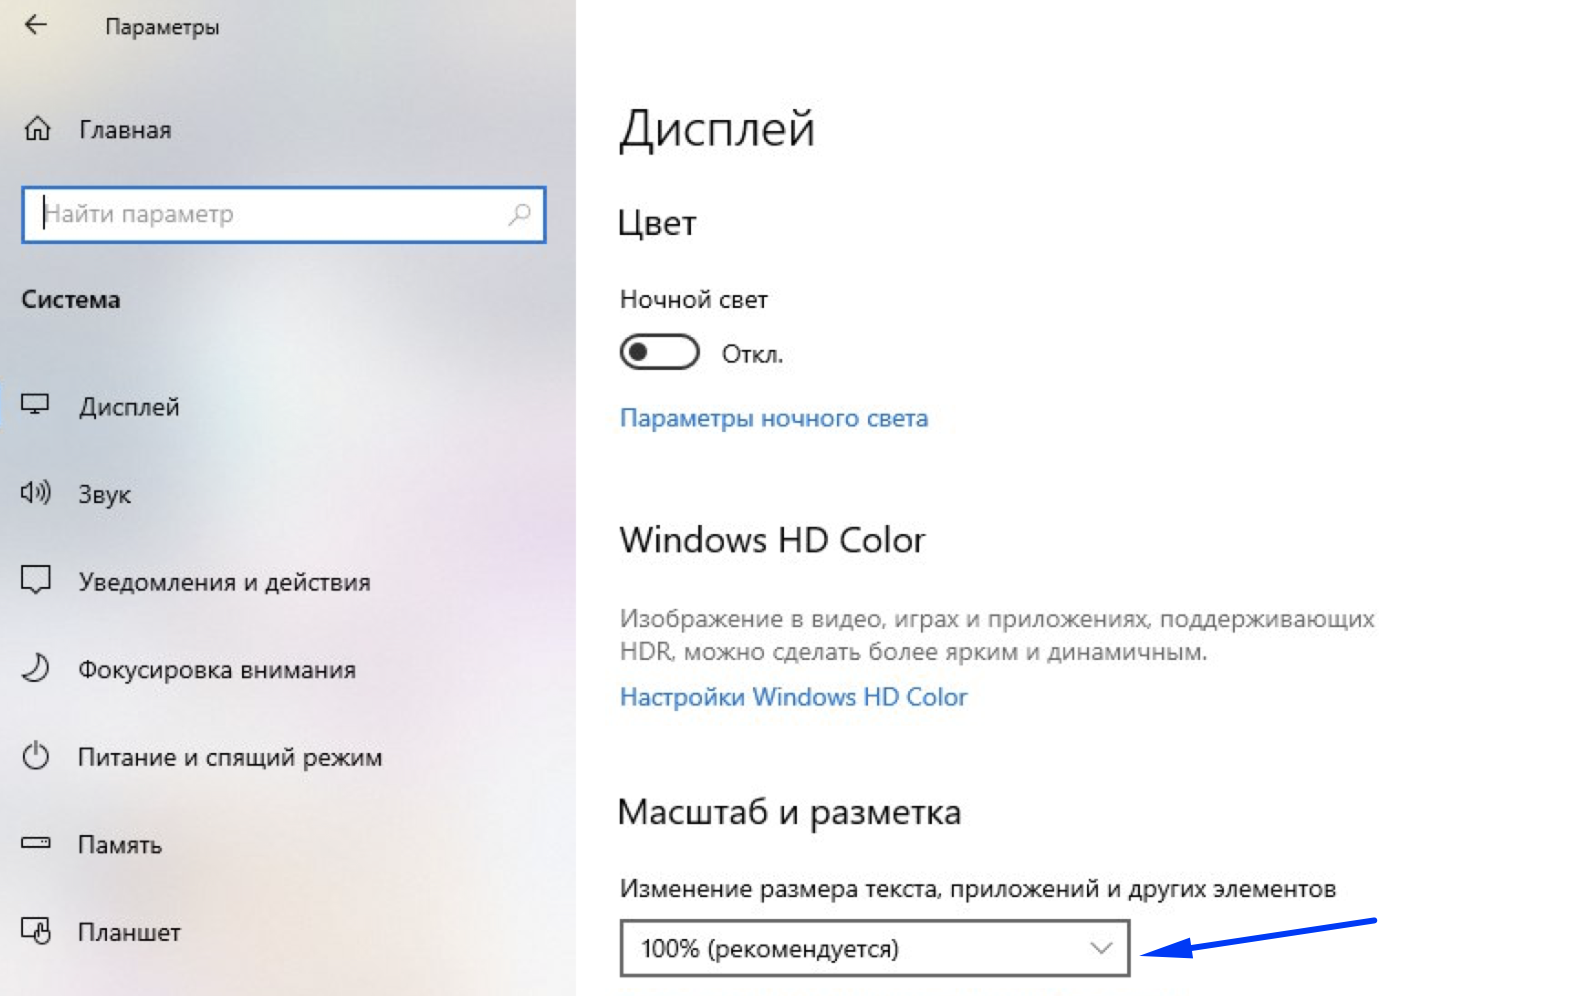 Параметры
Главная
Найти параметр
Система
Дисплей
Звук
Уведомления и действия
Фокусировка внимания
Питание и спящий режим
Память
Планшет
Дисплей
Цвет
Ночной свет
Откл.
Параметры ночного света
Windows HD Color
Изображение в видео, играх и приложениях, поддерживающих
HDR, можно сделать более ярким и динамичным.
Настройки Windows HD Color
Масштаб и разметка
Изменение размера текста, приложений и других элементов
100% (рекомендуется)